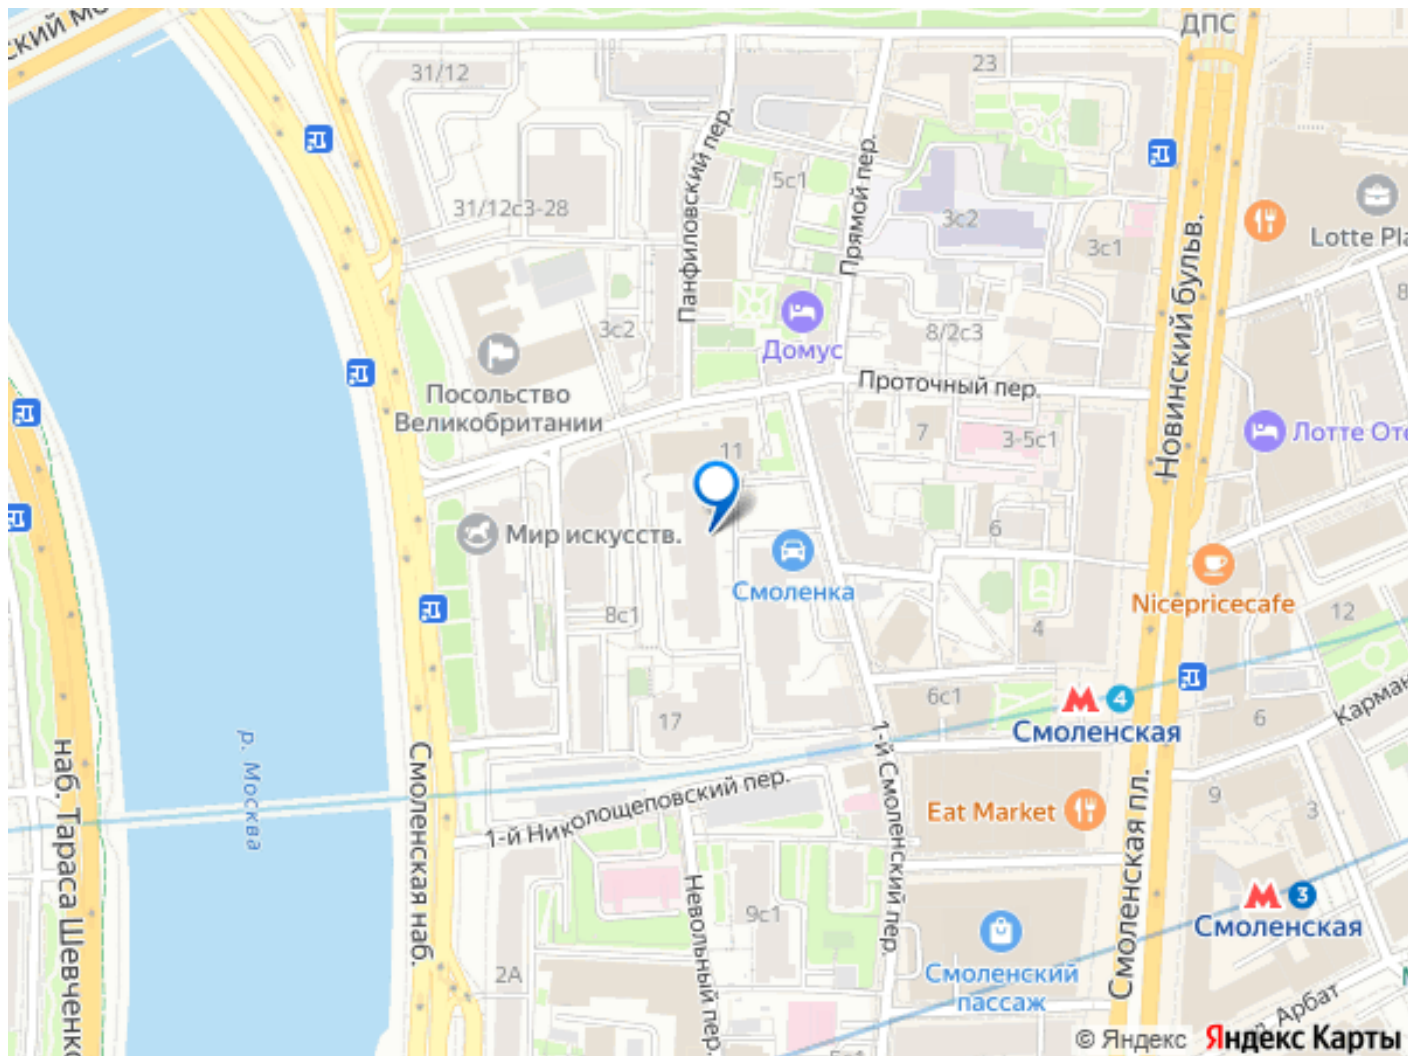 ДПС
31/12
23
Панфиловский пер.
Прямой пер.
5с1
31/12с3-28
3с2
3с1
Новинский бульв.
Lotte Pla
8
3с2
Домус
8/2с3
Посольство
Великобритании
Проточный пер.
7
3-5с1
Лотте Оте
11
Мир искусств.
6
Смоленка
Nicepricecafe
12
8с1
4
6с1
4
Смоленская
6
Карман
17
р. Москва
наб. Тараса Шевченко
Смоленская наб.
1-й Николощеповский пер.
1-й Смоленский пер.
Eat Market
9
3
Смоленская пл.
3
Смоленская
Невольный пер.
9с1
2А
Смоленский
пассаж
Арбат
© Яндекс Яндекс Карты